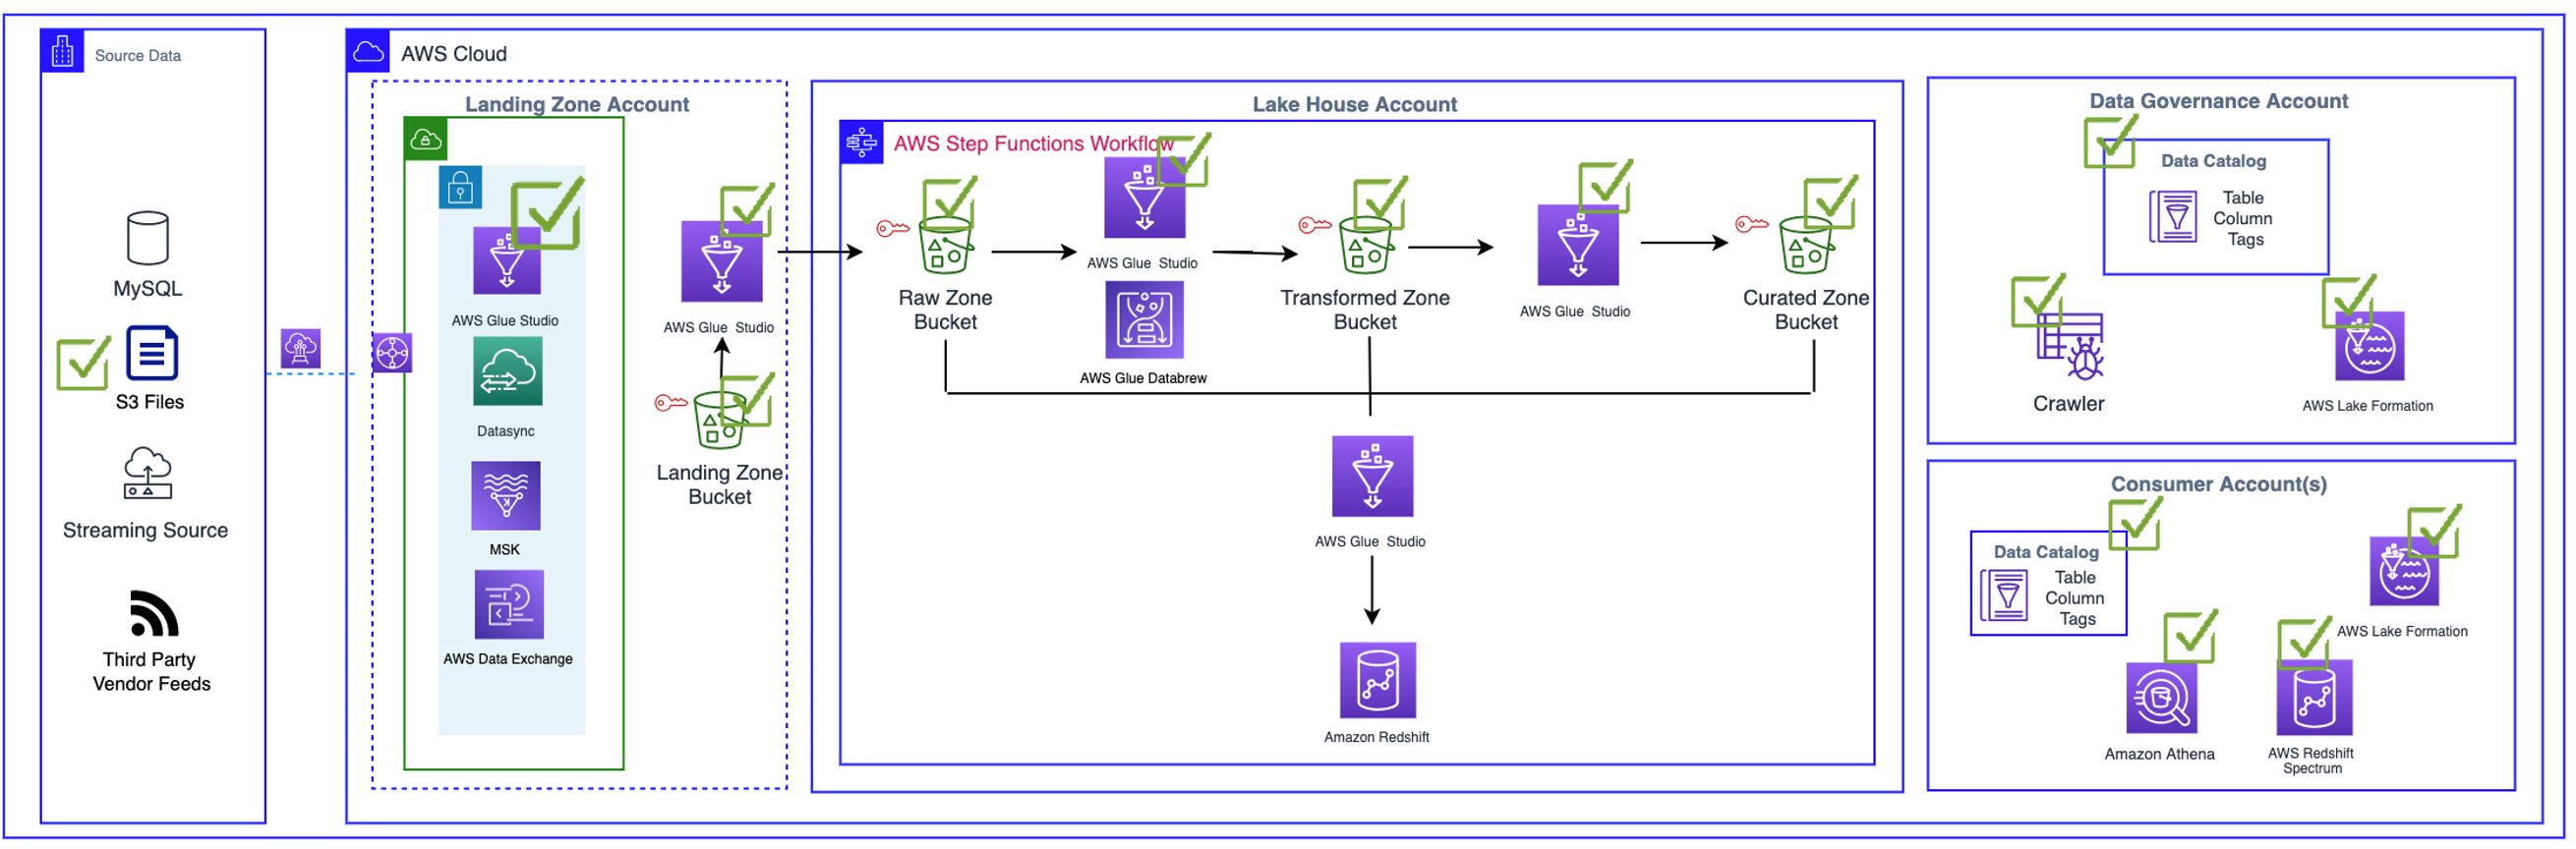 Source Data
MySQL
S3 Files
Streaming Source
Third Party
Vendor Feeds
AWS Cloud
Landing Zone Account
AWS Glue Studio
Datasync
MSK
AWS Data Exchange
AWS Glue Studio
Landing Zone
Bucket
Lake House Account
AWS Step Functions Workflow
Raw Zone
Bucket
AWS Glue Studio
AWS Glue Databrew
Transformed Zone
Bucket
AWS Glue Studio
Curated Zone
Bucket
AWS Glue Studio
Amazon Redshift
Data Governance Account
Data Catalog
Table
Column
Tags
Crawler
AWS Lake Formation
Consumer Account(s)
Data Catalog
Table
Column
Tags
AWS Lake Formation
Amazon Athena
AWS Redshift
Spectrum